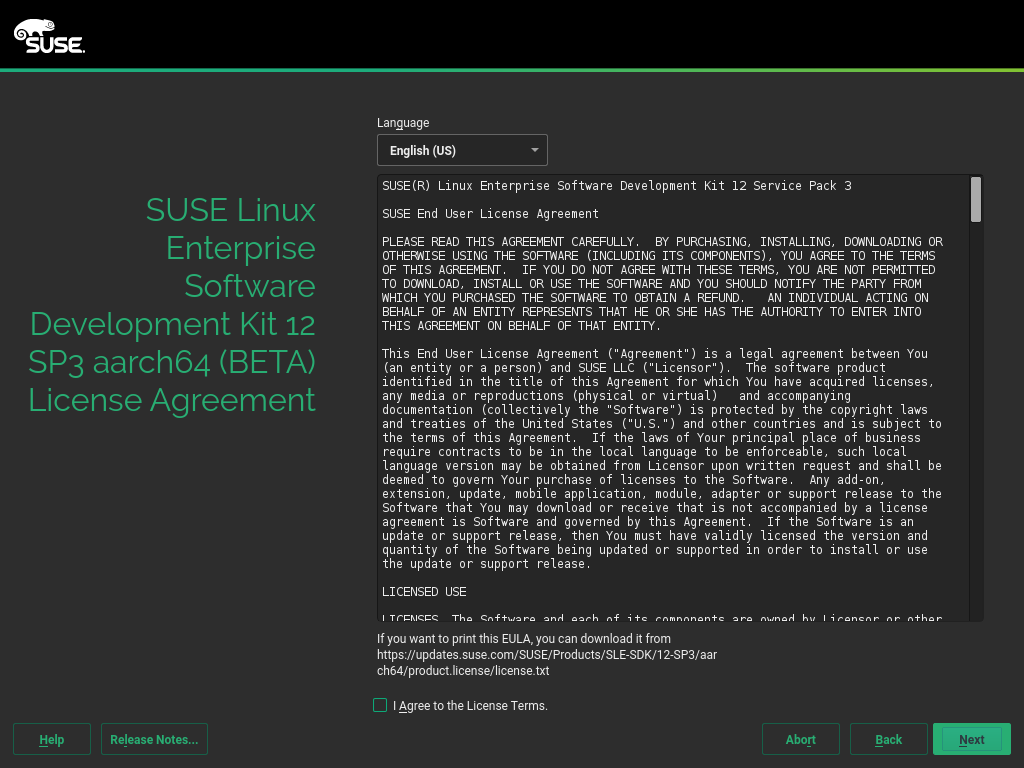 SUSE
Language
English (US)
SUSE Linux
Enterprise
Software
Development Kit 12
SP3 aarch64 (BETA)
License Agreement
SUSE(R) Linux Enterprise Software Development Kit 12 Service Pack 3
SUSE End User License Agreement
PLEASE READ THIS AGREEMENT CAREFULLY.  BY PURCHASING, INSTALLING, DOWNLOADING OR
OTHERWISE USING THE SOFTWARE (INCLUDING ITS COMPONENTS), YOU AGREE TO THE TERMS
OF THIS AGREEMENT.  IF YOU DO NOT AGREE WITH THESE TERMS, YOU ARE NOT PERMITTED
TO DOWNLOAD, INSTALL OR USE THE SOFTWARE AND YOU SHOULD NOTIFY THE PARTY FROM
WHICH YOU PURCHASED THE SOFTWARE TO OBTAIN A REFUND.   AN INDIVIDUAL ACTING ON
BEHALF OF AN ENTITY REPRESENTS THAT HE OR SHE HAS THE AUTHORITY TO ENTER INTO
THIS AGREEMENT ON BEHALF OF THAT ENTITY.
This End User License Agreement ("Agreement") is a legal agreement between You
(an entity or a person) and SUSE LLC ("Licensor").  The software product
identified in the title of this Agreement for which You have acquired licenses,
any media or reproductions (physical or virtual)   and accompanying
documentation (collectively the "Software") is protected by the copyright laws
and treaties of the United States ("U.S.") and other countries and is subject to
the terms of this Agreement.  If the laws of Your principal place of business
require contracts to be in the local language to be enforceable, such local
language version may be obtained from Licensor upon written request and shall be
deemed to govern Your purchase of licenses to the Software.  Any add-on,
extension, update, mobile application, module, adapter or support release to the
Software that You may download or receive that is not accompanied by a license
agreement is Software and governed by this Agreement.  If the Software is an
update or support release, then You must have validly licensed the version and
quantity of the Software being updated or supported in order to install or use
the update or support release.
LICENSED USE
LICENSES. The Software and each of its components are owned by Licensor or other
If you want to print this EULA, you can download it from
https://updates.suse.com/SUSE/Products/SLE-SDK/12-SP3/aar
ch64/product.license/license.txt
I Agree to the License Terms.
Help
Release Notes...
Abort
Back
Next